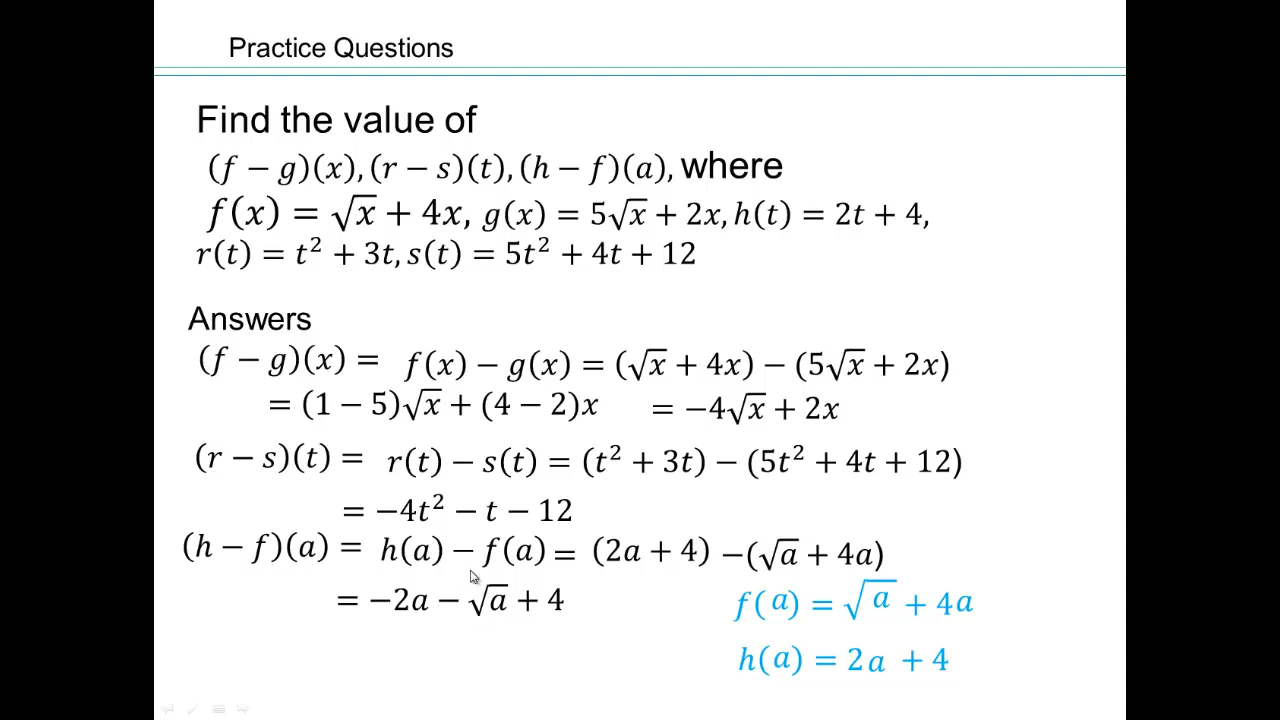 Practice Questions
Find the value of
(f − g)(x), (r − s)(t), (h − f)(a), where
f(x) = √x + 4x, g(x) = 5√x + 2x, h(t) = 2t + 4,
r(t) = t² + 3t, s(t) = 5t² + 4t + 12
Answers
(f − g)(x) = f(x) − g(x) = (√x + 4x) − (5√x + 2x)
= (1 − 5)√x + (4 − 2)x = −4√x + 2x
(r − s)(t) = r(t) − s(t) = (t² + 3t) − (5t² + 4t + 12)
= −4t² − t − 12
(h − f)(a) = h(a) − f(a) = (2a + 4) −(√a + 4a)
= −2a − √a + 4
f(a) = √a + 4a
h(a) = 2a + 4